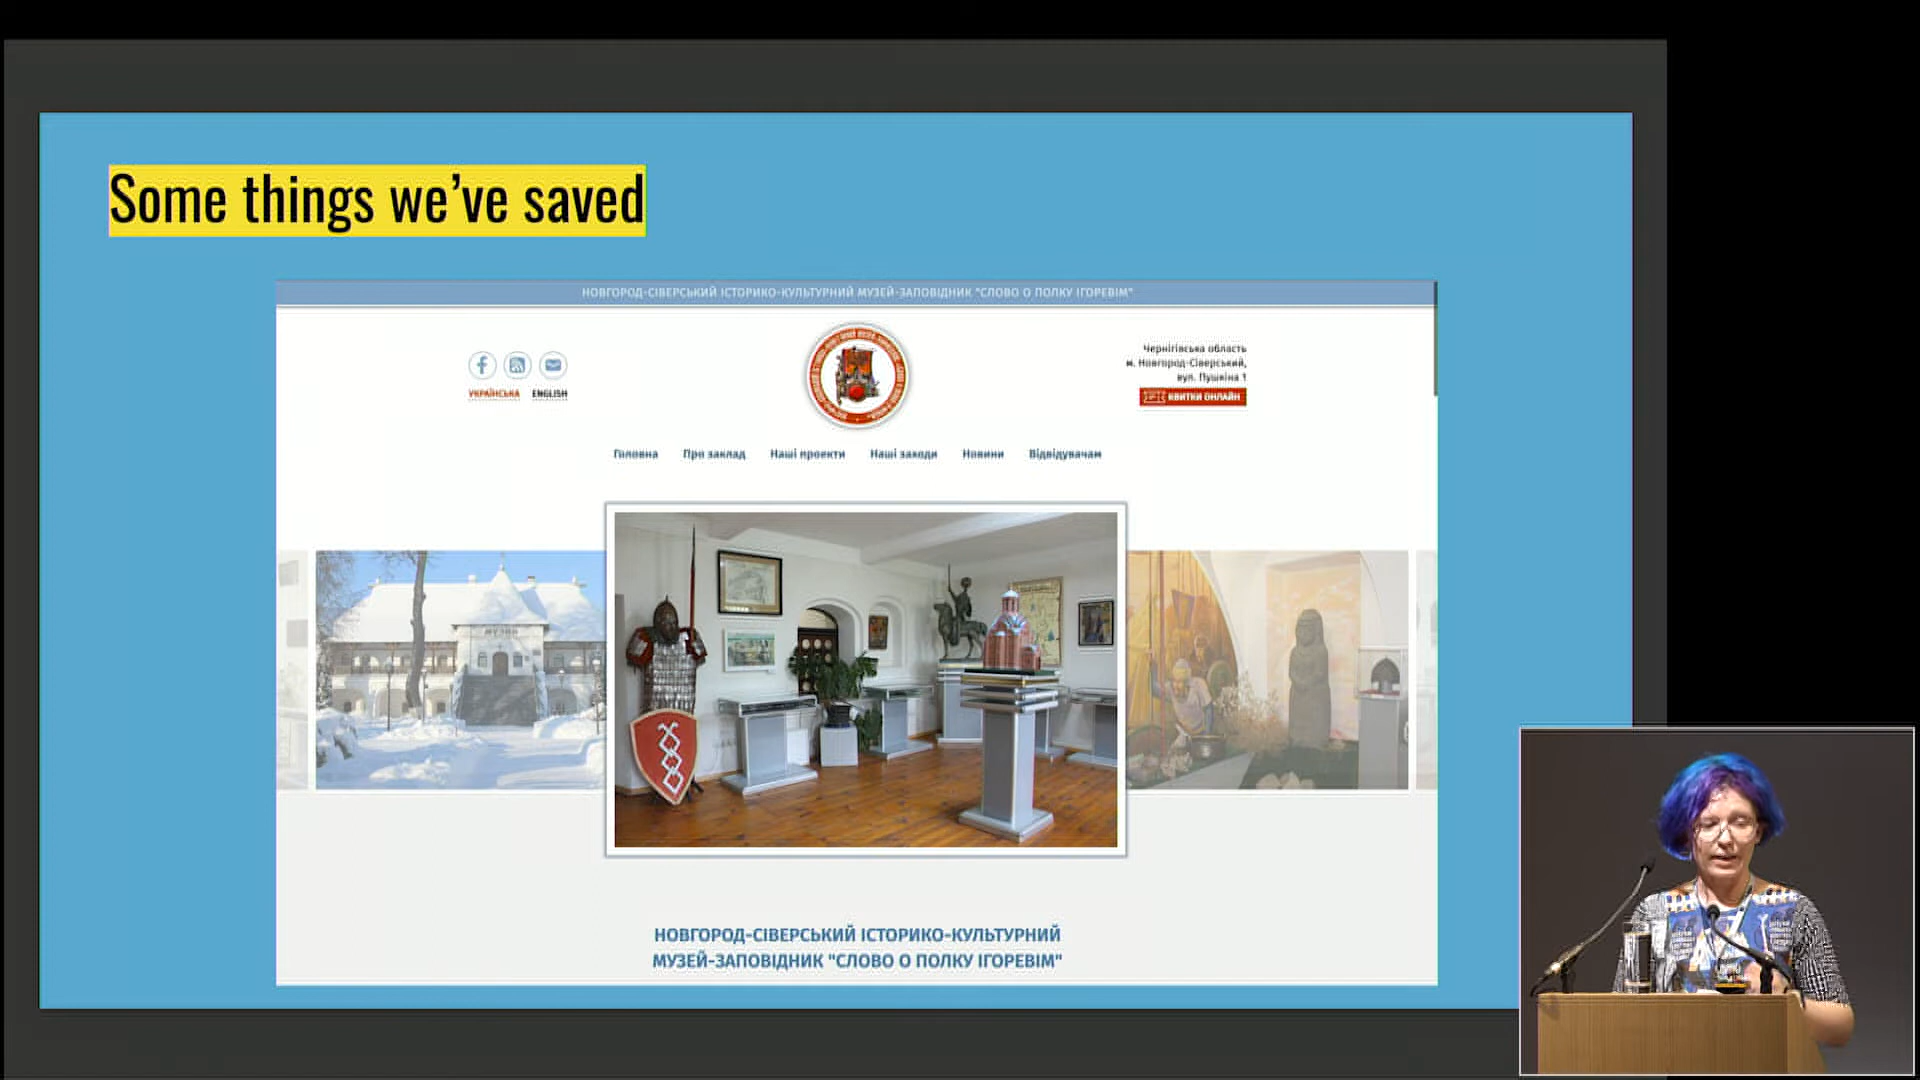 Some things we've saved
НОВГОРОД-СІВЕРСЬКИЙ ІСТОРИКО-КУЛЬТУРНИЙ МУЗЕЙ-ЗАПОВІДНИК "СЛОВО О ПОЛКУ ІГОРЕВІМ"
УКРАЇНСЬКА ENGLISH
Чернігівська область
м. Новгород-Сіверський,
вул. Пушкіна 1
КВИТКИ ОНЛАЙН
Головна Про заклад Наші проекти Наші заходи Новини Відвідувачам
МУЗЕЙ
НОВГОРОД-СІВЕРСЬКИЙ ІСТОРИКО-КУЛЬТУРНИЙ
МУЗЕЙ-ЗАПОВІДНИК "СЛОВО О ПОЛКУ ІГОРЕВІМ"